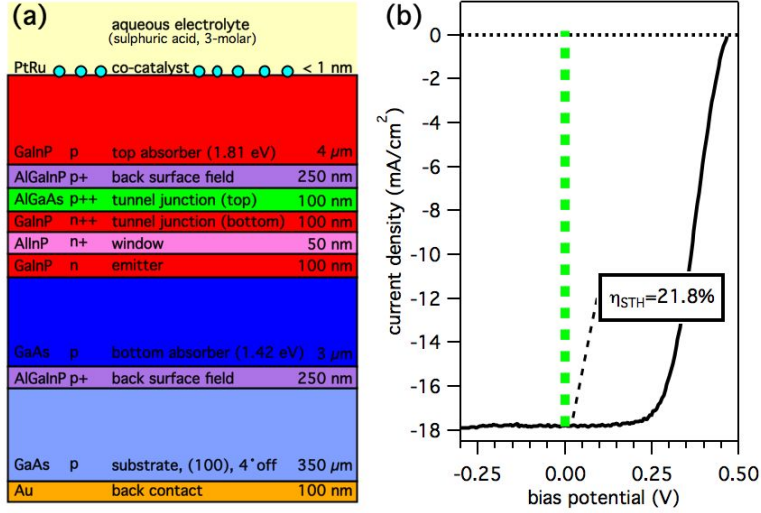 (a)
aqueous electrolyte
(sulphuric acid, 3-molar)
PtRu co-catalyst < 1 nm
GaInP p top absorber (1.81 eV) 4 µm
AlGaInP p+ back surface field 250 nm
AlGaAs p++ tunnel junction (top) 100 nm
GaInP n++ tunnel junction (bottom) 100 nm
AlInP n+ window 50 nm
GaInP n emitter 100 nm
GaAs p bottom absorber (1.42 eV) 3 µm
AlGaInP p+ back surface field 250 nm
GaAs p substrate, (100), 4˚off 350 µm
Au back contact 100 nm
(b)
current density (mA/cm²)
0
-2
-4
-6
-8
-10
-12
-14
-16
-18
ηSTH=21.8%
-0.25 0.00 0.25 0.50
bias potential (V)